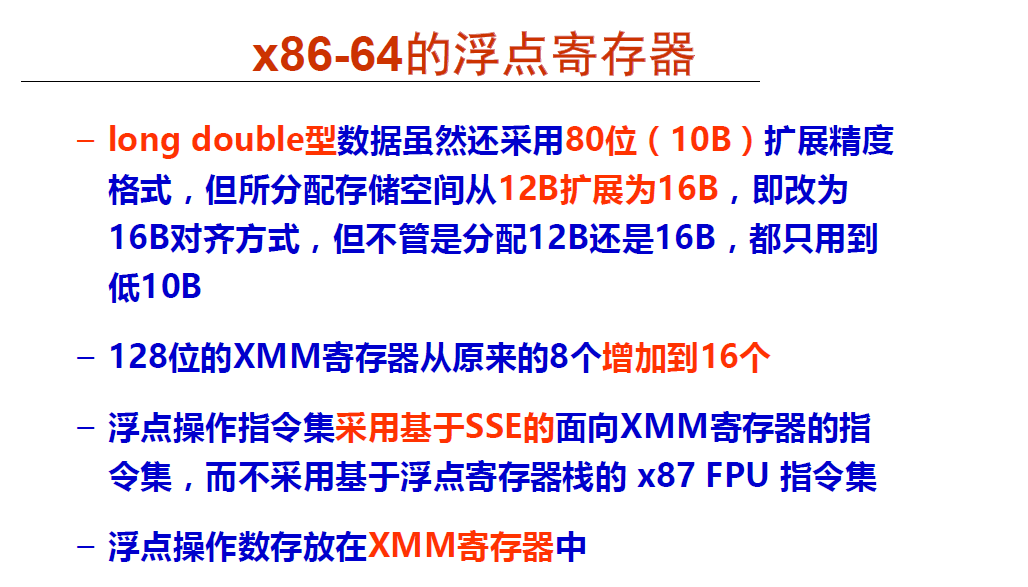 x86-64的浮点寄存器
– long double型数据虽然还采用80位（10B）扩展精度
格式，但所分配存储空间从12B扩展为16B，即改为
16B对齐方式，但不管是分配12B还是16B，都只用到
低10B
– 128位的XMM寄存器从原来的8个增加到16个
– 浮点操作指令集采用基于SSE的面向XMM寄存器的指
令集，而不采用基于浮点寄存器栈的 x87 FPU 指令集
– 浮点操作数存放在XMM寄存器中